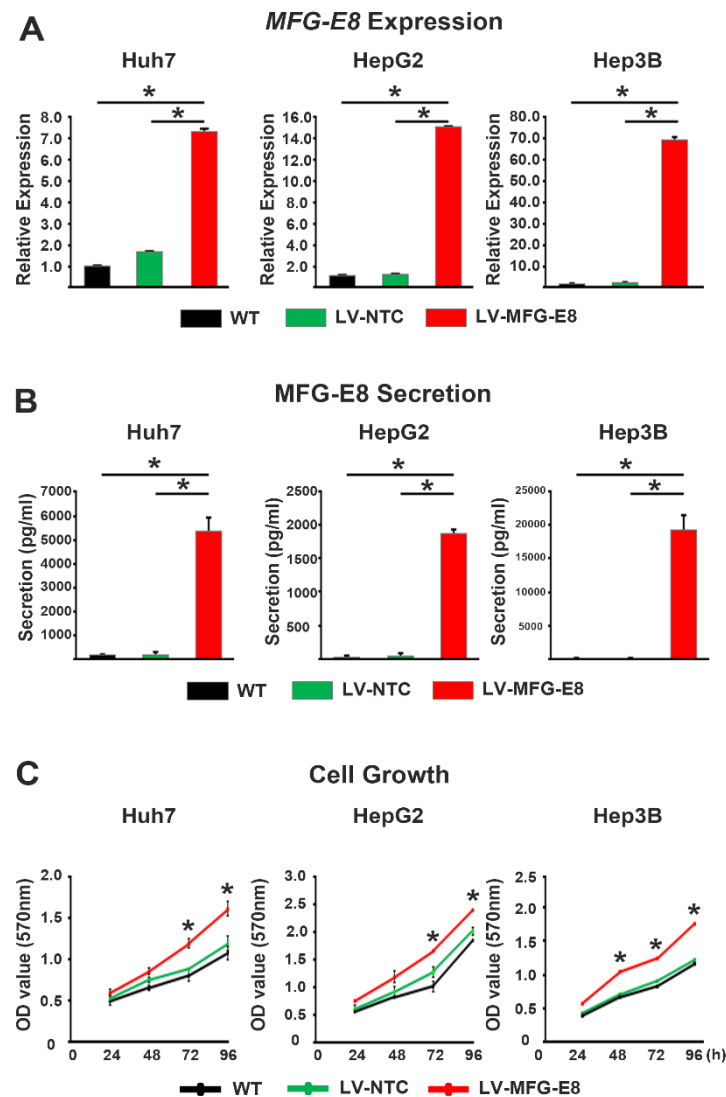 A
MFG-E8 Expression
Huh7
HepG2
Hep3B
Relative Expression
8.0
7.0
6.0
5.0
4.0
3.0
2.0
1.0
*
*
Relative Expression
16.0
14.0
12.0
10.0
8.0
6.0
4.0
2.0
*
*
Relative Expression
80.0
70.0
60.0
50.0
40.0
30.0
20.0
10.0
*
*
WT LV-NTC LV-MFG-E8
B
MFG-E8 Secretion
Huh7
HepG2
Hep3B
Secretion (pg/ml)
7000
6000
5000
4000
3000
2000
1000
*
*
Secretion (pg/ml)
2500
2000
1500
1000
500
*
*
Secretion (pg/ml)
25000
20000
15000
10000
5000
*
*
WT LV-NTC LV-MFG-E8
C
Cell Growth
Huh7
HepG2
Hep3B
OD value (570nm)
2.0
1.5
1.0
0.5
* *
0 24 48 72 96
OD value (570nm)
3.0
2.5
2.0
1.5
1.0
0.5
0
* *
0 24 48 72 96
OD value (570nm)
2.5
2.0
1.5
1.0
0.5
0
* * *
0 24 48 72 96 (h)
WT LV-NTC LV-MFG-E8